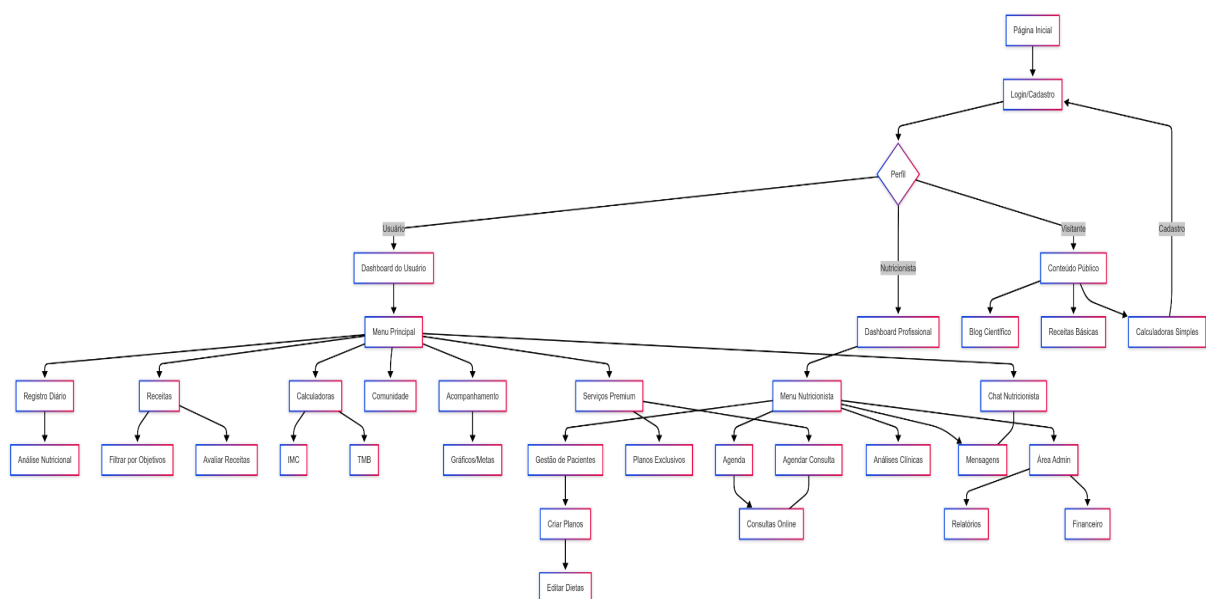 Página Inicial
Login/Cadastro
Perfil
Usuário
Visitante
Cadastro
Dashboard do Usuário
Nutricionista
Conteúdo Público
Menu Principal
Dashboard Profissional
Blog Científico
Receitas Básicas
Calculadoras Simples
Registro Diário
Receitas
Calculadoras
Comunidade
Acompanhamento
Serviços Premium
Menu Nutricionista
Chat Nutricionista
Análise Nutricional
Filtrar por Objetivos
Avaliar Receitas
IMC
TMB
Gráficos/Metas
Gestão de Pacientes
Planos Exclusivos
Agenda
Agendar Consulta
Análises Clínicas
Mensagens
Área Admin
Criar Planos
Consultas Online
Relatórios
Financeiro
Editar Dietas